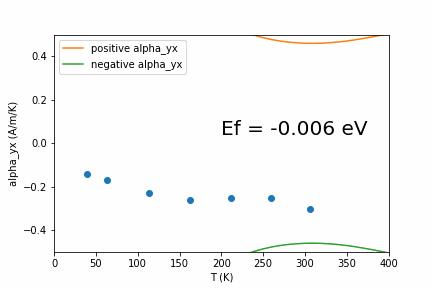 positive alpha_yx
negative alpha_yx
Ef = -0.006 eV
alpha_yx (A/m/K)
0.4
0.2
0.0
−0.2
−0.4
0 50 100 150 200 250 300 350 400
T (K)